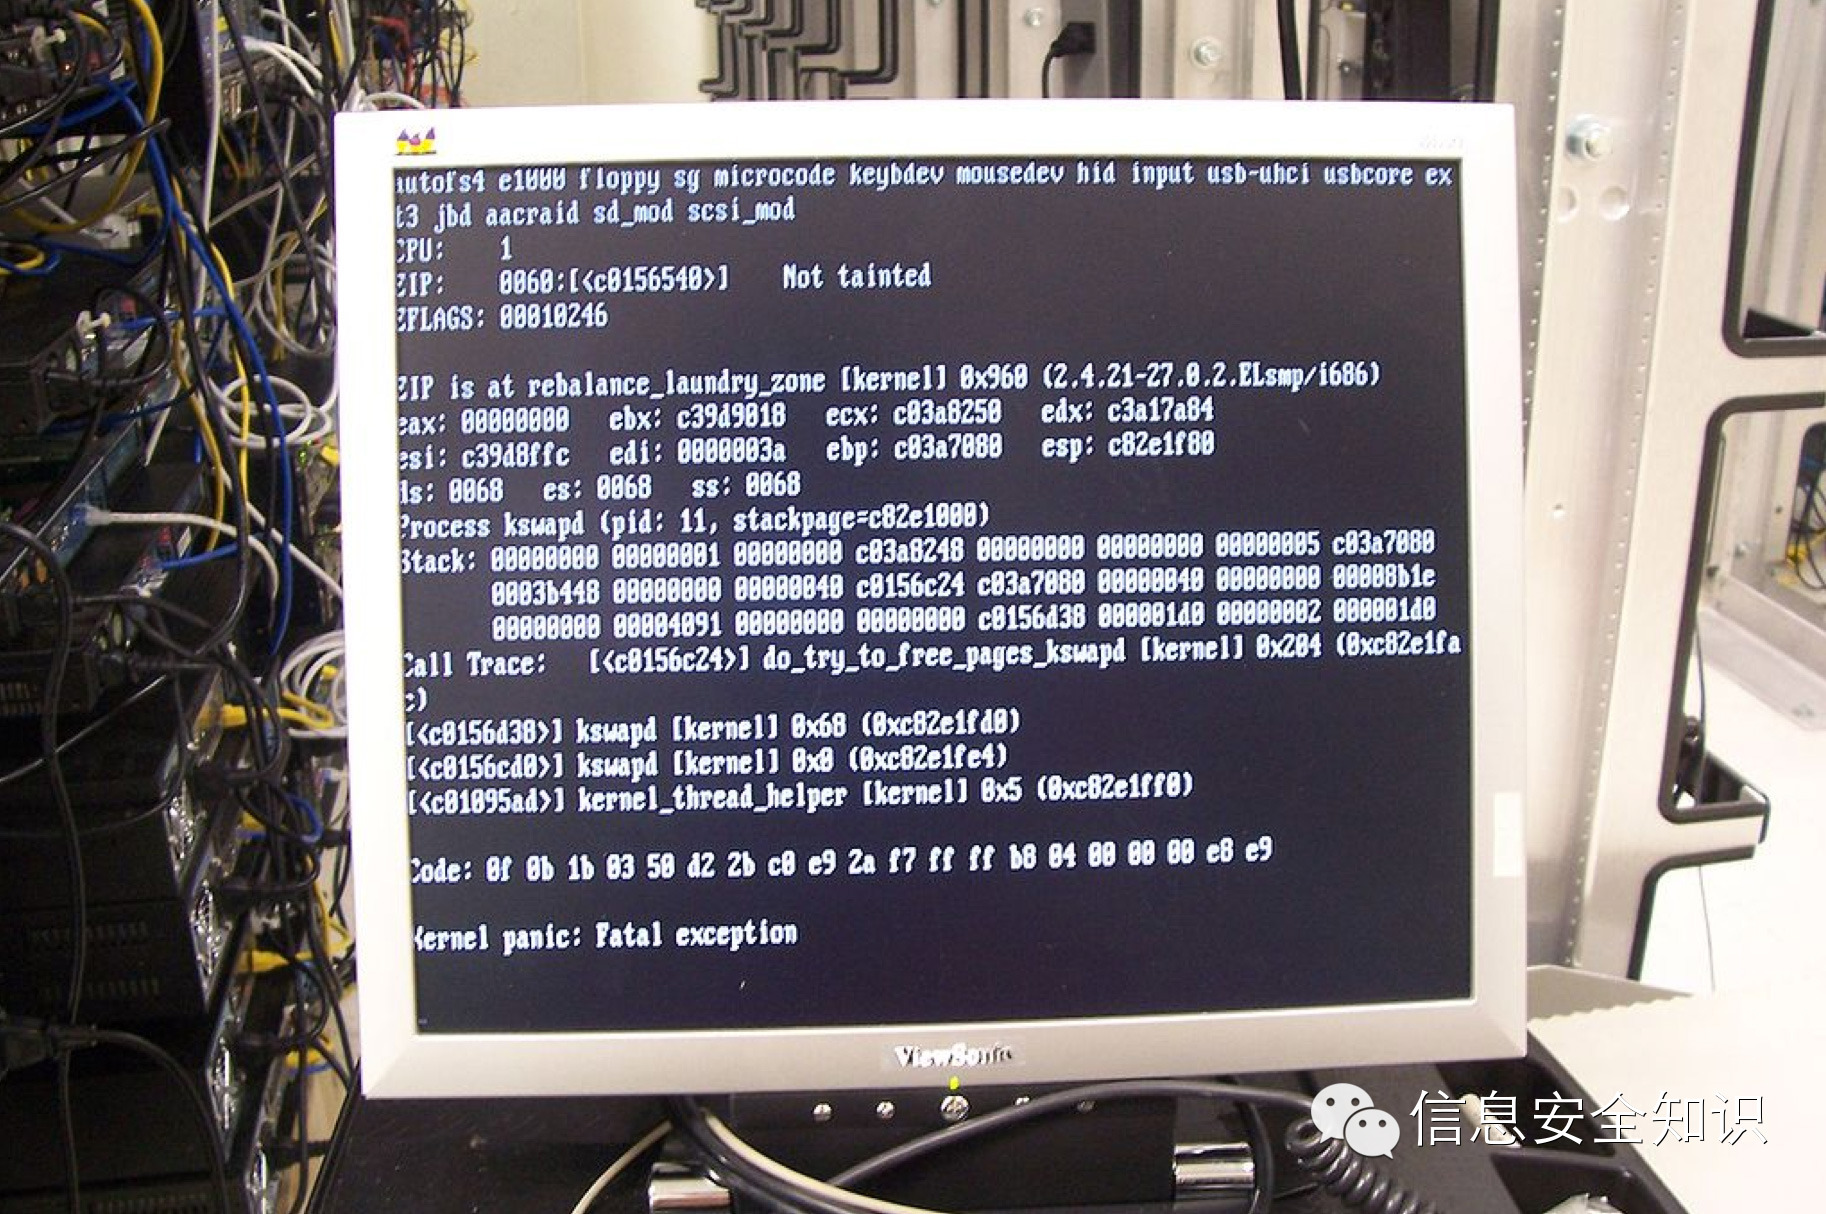 autofs4 e1000 floppy sg microcode keybdev mousedev hid input usb-uhci usbcore ex
t3 jbd aacraid sd_mod scsi_mod
CPU: 1
EIP: 0060:[<c0156540>] Not tainted
EFLAGS: 00010246
EIP is at rebalance_laundry_zone [kernel] 0x960 (2.4.21-27.0.2.ELsmp/i686)
eax: 00000000 ebx: c39d9018 ecx: c03a8250 edx: c3a17a84
esi: c39d8ffc edi: 0000003a ebp: c03a7080 esp: c82e1f80
ds: 0068 es: 0068 ss: 0068
Process kswapd (pid: 11, stackpage=c82e1000)
Stack: 00000000 00000001 00000000 c03a8248 00000000 00000000 00000005 c03a7080
0003b448 00000000 00000040 c0156c24 c03a7080 00000040 00000000 00008b1e
00000000 00004091 00000000 00000000 c0156d38 000001d0 00000002 000001d0
Call Trace: [<c0156c24>] do_try_to_free_pages_kswapd [kernel] 0x204 (0xc82e1fa
c)
[<c0156d38>] kswapd [kernel] 0x68 (0xc82e1fd0)
[<c0156cd0>] kswapd [kernel] 0x0 (0xc82e1fe4)
[<c01095ad>] kernel_thread_helper [kernel] 0x5 (0xc82e1ff0)
Code: 0f 0b 1b 03 50 d2 2b c0 e9 2a f7 ff ff b8 04 00 00 00 e8 e9
Kernel panic: Fatal exception
ViewSonic
信息安全知识